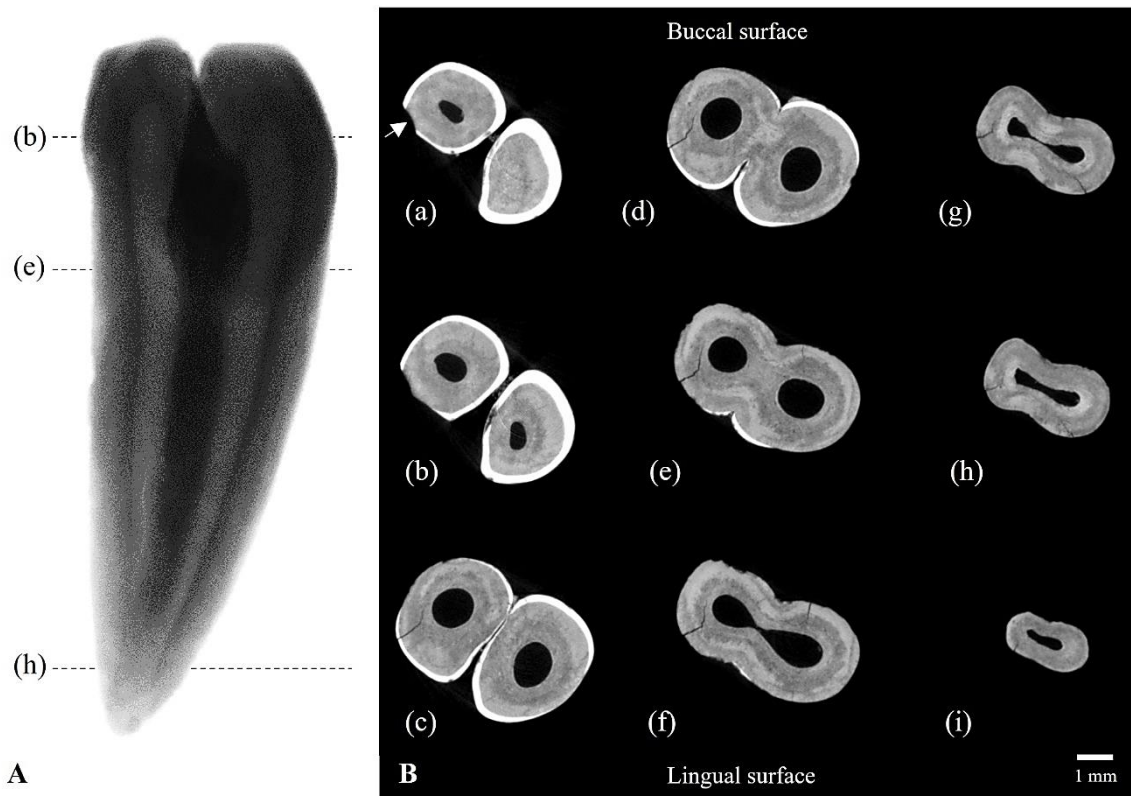 Buccal surface
(b)
(e)
(h)
A
(a)
(d)
(g)
(b)
(e)
(h)
(c)
(f)
(i)
B
Lingual surface
1 mm